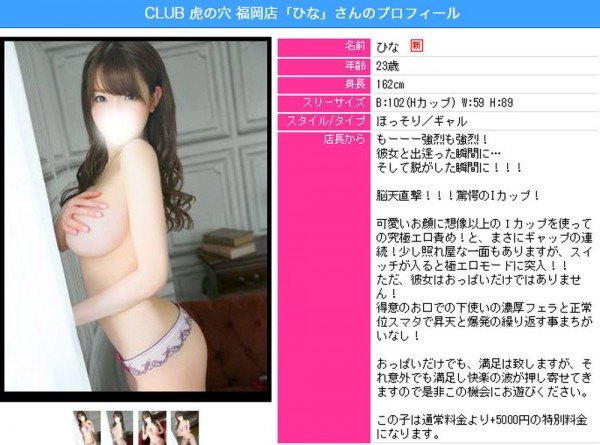 CLUB 虎の穴 福岡店「ひな」さんのプロフィール
名前 ひな 新
年齢 23歳
身長 162cm
スリーサイズ B:102(Hカップ) W:59 H:89
スタイル/タイプ ほっそり／ギャル
店長から もーーー強烈も強烈！
彼女と出逢った瞬間に…
そして脱がした瞬間に！！！
脳天直撃！！！驚愕のIカップ！
可愛いお顔に想像以上のＩカップを使って
の究極エロ責め！と、まさにギャップの連
続！少し照れ屋な一面もありますが、スイ
ッチが入ると極エロモードに突入！！
ただ、彼女はおっぱいだけではありませ
ん！
得意のお口での下使いの濃厚フェラと正常
位スマタで昇天と爆発の繰り返す事まちが
いなし！
おっぱいだけでも、満足は致しますが、そ
れ意外でも満足し快楽の波が押し寄せてき
ますので是非この機会にお遊びください。
この子は通常料金より+5000円の特別料金
になります。